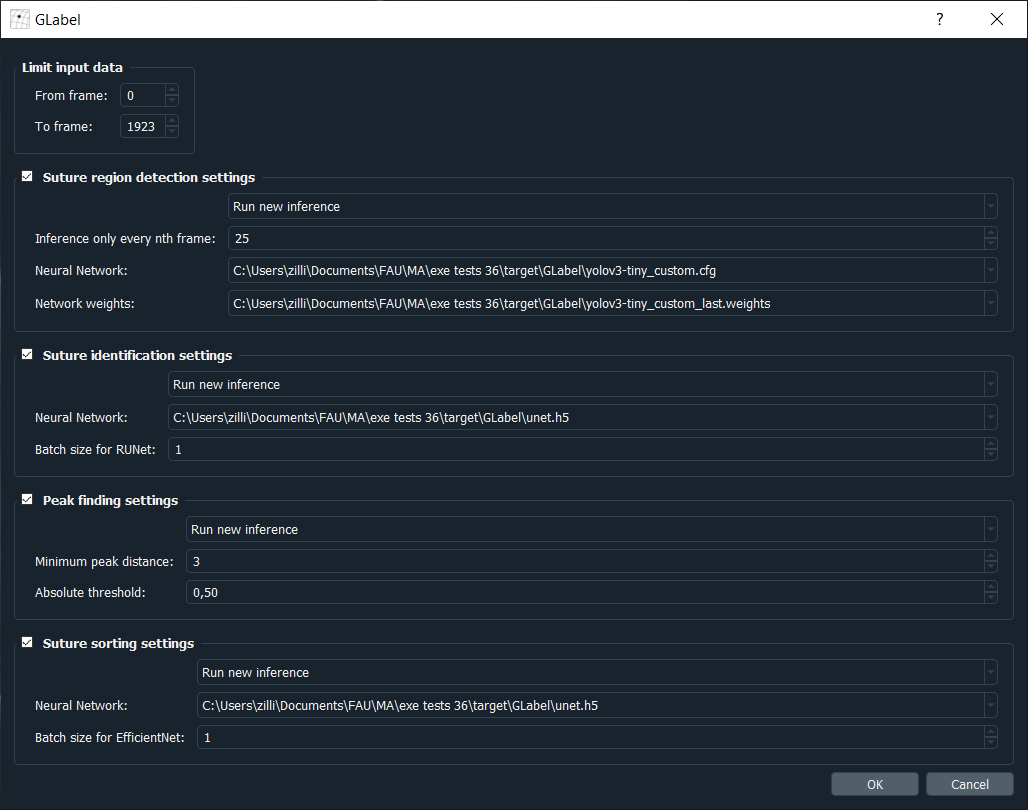 GLabel
?
Limit input data
From frame: 0
To frame: 1923
Suture region detection settings
Run new inference
Inference only every nth frame: 25
Neural Network: C:\Users\zilli\Documents\FAU\MA\exe tests 36\target\GLabel\yolov3-tiny_custom.cfg
Network weights: C:\Users\zilli\Documents\FAU\MA\exe tests 36\target\GLabel\yolov3-tiny_custom_last.weights
Suture identification settings
Run new inference
Neural Network: C:\Users\zilli\Documents\FAU\MA\exe tests 36\target\GLabel\unet.h5
Batch size for RUNet: 1
Peak finding settings
Run new inference
Minimum peak distance: 3
Absolute threshold: 0,50
Suture sorting settings
Run new inference
Neural Network: C:\Users\zilli\Documents\FAU\MA\exe tests 36\target\GLabel\unet.h5
Batch size for EfficientNet: 1
OK Cancel